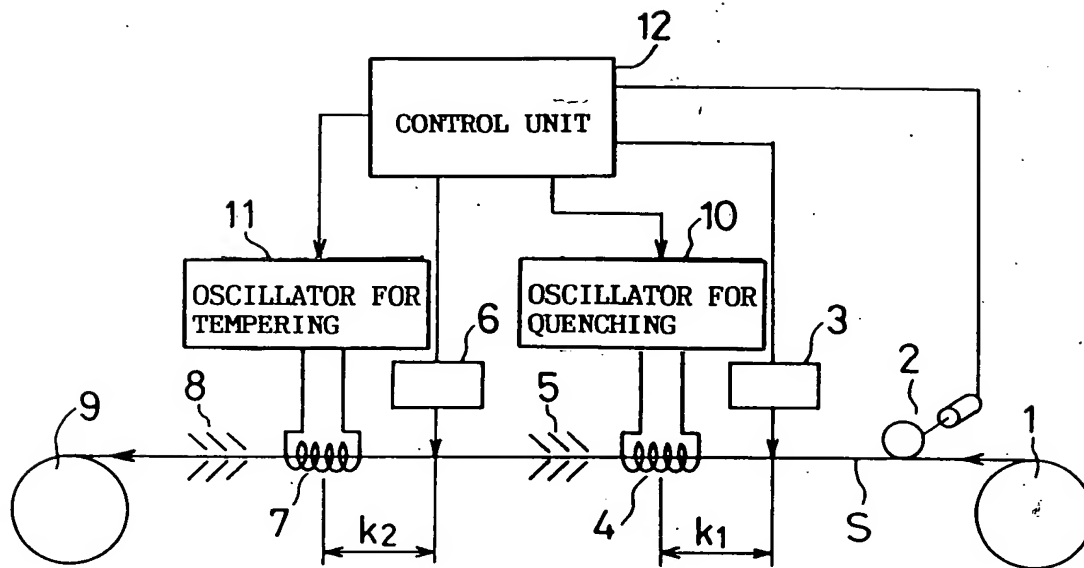 12
CONTROL UNIT
11
10
OSCILLATOR FOR
TEMPERING
OSCILLATOR FOR
QUENCHING
6
3
2
9
8
5
1
7
4
S
k2
k1